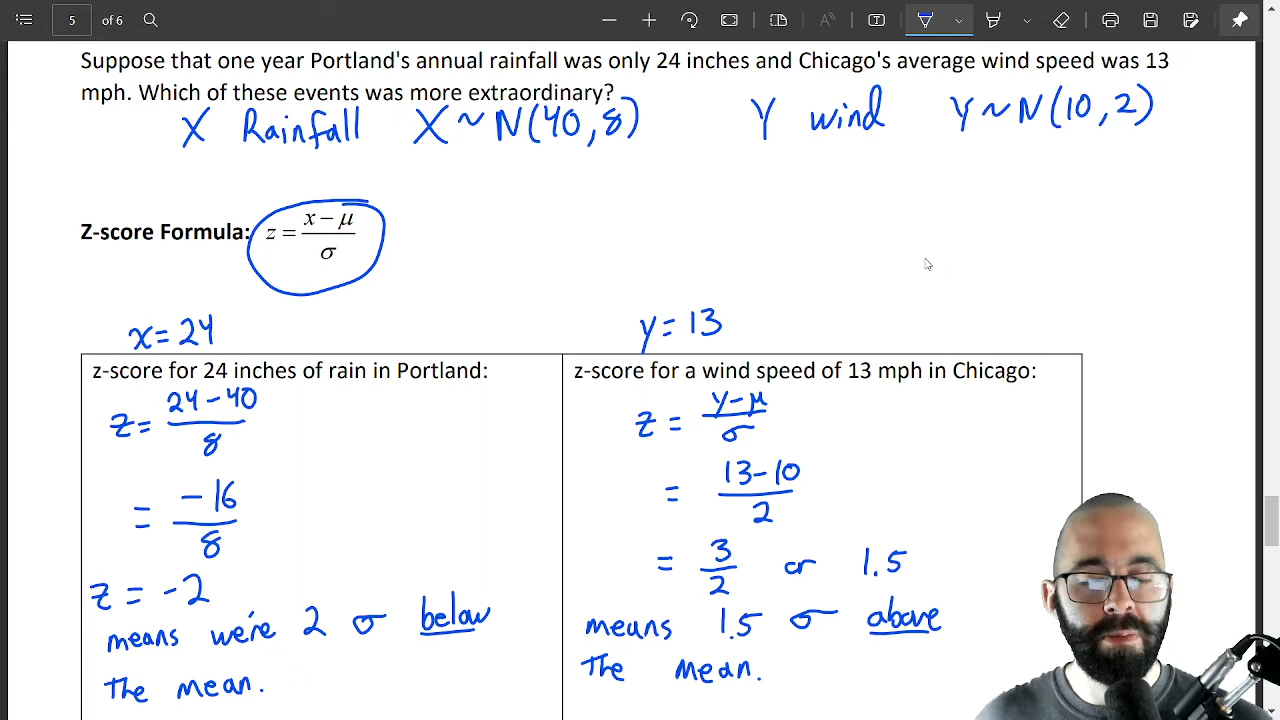 5 of 6
Suppose that one year Portland's annual rainfall was only 24 inches and Chicago's average wind speed was 13
mph. Which of these events was more extraordinary?
X Rainfall X ~ N(40, 8) Y wind Y ~ N(10, 2)
Z-score Formula: z = (x − μ)/σ
x = 24
y = 13
z-score for 24 inches of rain in Portland:
z = (24 − 40)/8
= −16/8
z = −2
means we're 2 σ below
the mean.
z-score for a wind speed of 13 mph in Chicago:
z = (y − μ)/σ
= (13 − 10)/2
= 3/2 or 1.5
means 1.5 σ above
the mean.